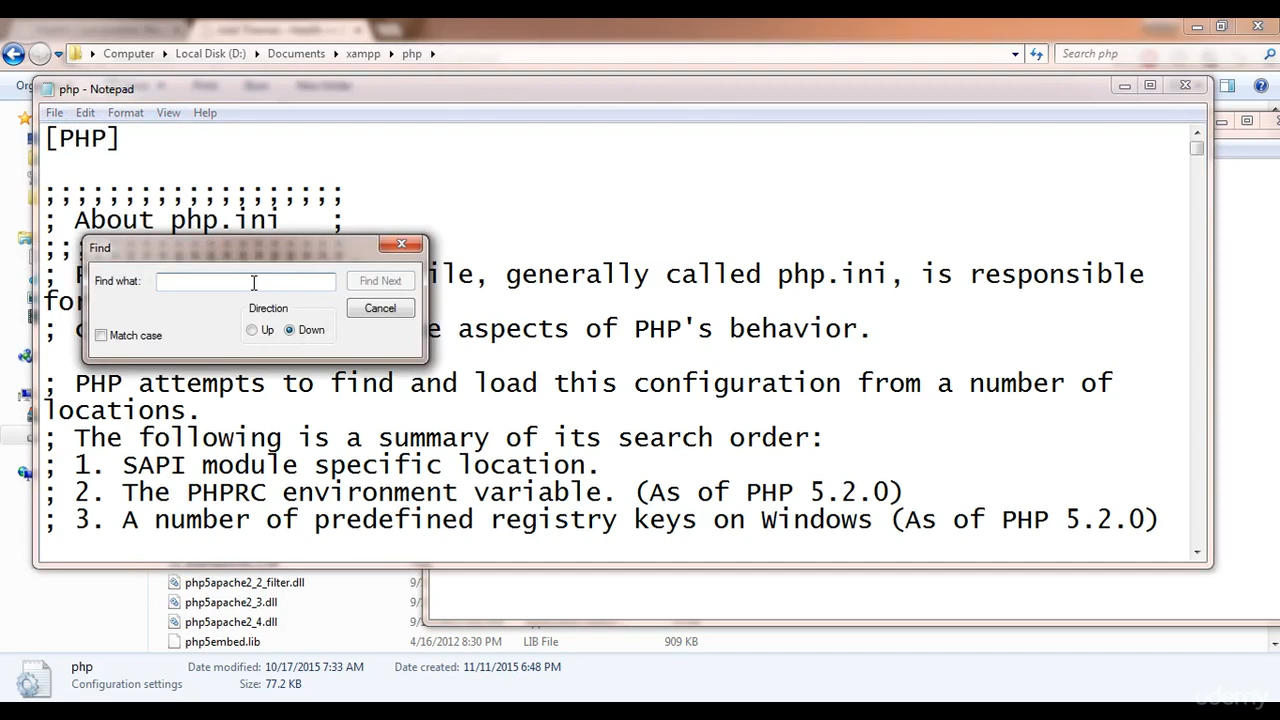 Computer
Local Disk (D:)
Documents
xampp
php
Search php
php - Notepad
File Edit Format View Help
[PHP]
;;;;;;;;;;;;;;;;;;;
; About php.ini ;
;;
Find
Find what:
Find Next
Direction
Cancel
Up
Down
Match case
ile, generally called php.ini, is responsible
for
e aspects of PHP's behavior.
; PHP attempts to find and load this configuration from a number of
locations.
; The following is a summary of its search order:
; 1. SAPI module specific location.
; 2. The PHPRC environment variable. (As of PHP 5.2.0)
; 3. A number of predefined registry keys on Windows (As of PHP 5.2.0)
php5apache2_2_filter.dll
php5apache2_3.dll
php5apache2_4.dll
php5embed.lib 4/16/2012 8:30 PM LIB File 909 KB
php Date modified: 10/17/2015 7:33 AM Date created: 11/11/2015 6:48 PM
Configuration settings Size: 77.2 KB
udemy